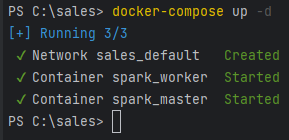 PS C:\sales> docker-compose up -d
[+] Running 3/3
✓ Network sales_default Created
✓ Container spark_worker Started
✓ Container spark_master Started
PS C:\sales>